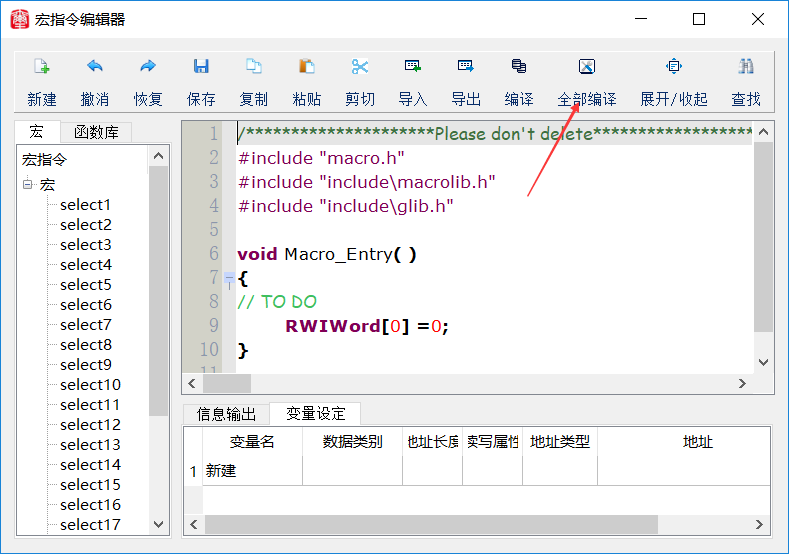 宏指令编辑器
新建 撤消 恢复 保存 复制 粘贴 剪切 导入 导出 编译 全部编译 展开/收起 查找
宏 函数库
宏指令
宏
select1
select2
select3
select4
select5
select6
select7
select8
select9
select10
select11
select12
select13
select14
select15
select16
select17
1 /*********************Please don't delete******************
2 #include "macro.h"
3 #include "include\macrolib.h"
4 #include "include\glib.h"
5
6 void Macro_Entry( )
7 {
8 // TO DO
9 RWIWord[0] =0;
10 }
11
信息输出 变量设定
变量名 数据类别 地址长度 读写属性 地址类型 地址
1 新建